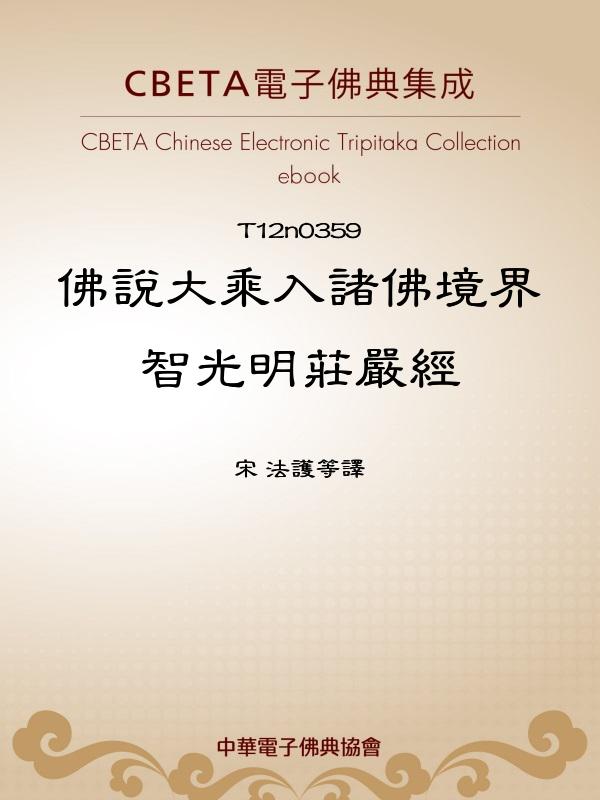 CBETA電子佛典集成
CBETA Chinese Electronic Tripitaka Collection
ebook
T12n0359
佛說大乘入諸佛境界
智光明莊嚴經
宋 法護等譯
中華電子佛典協會